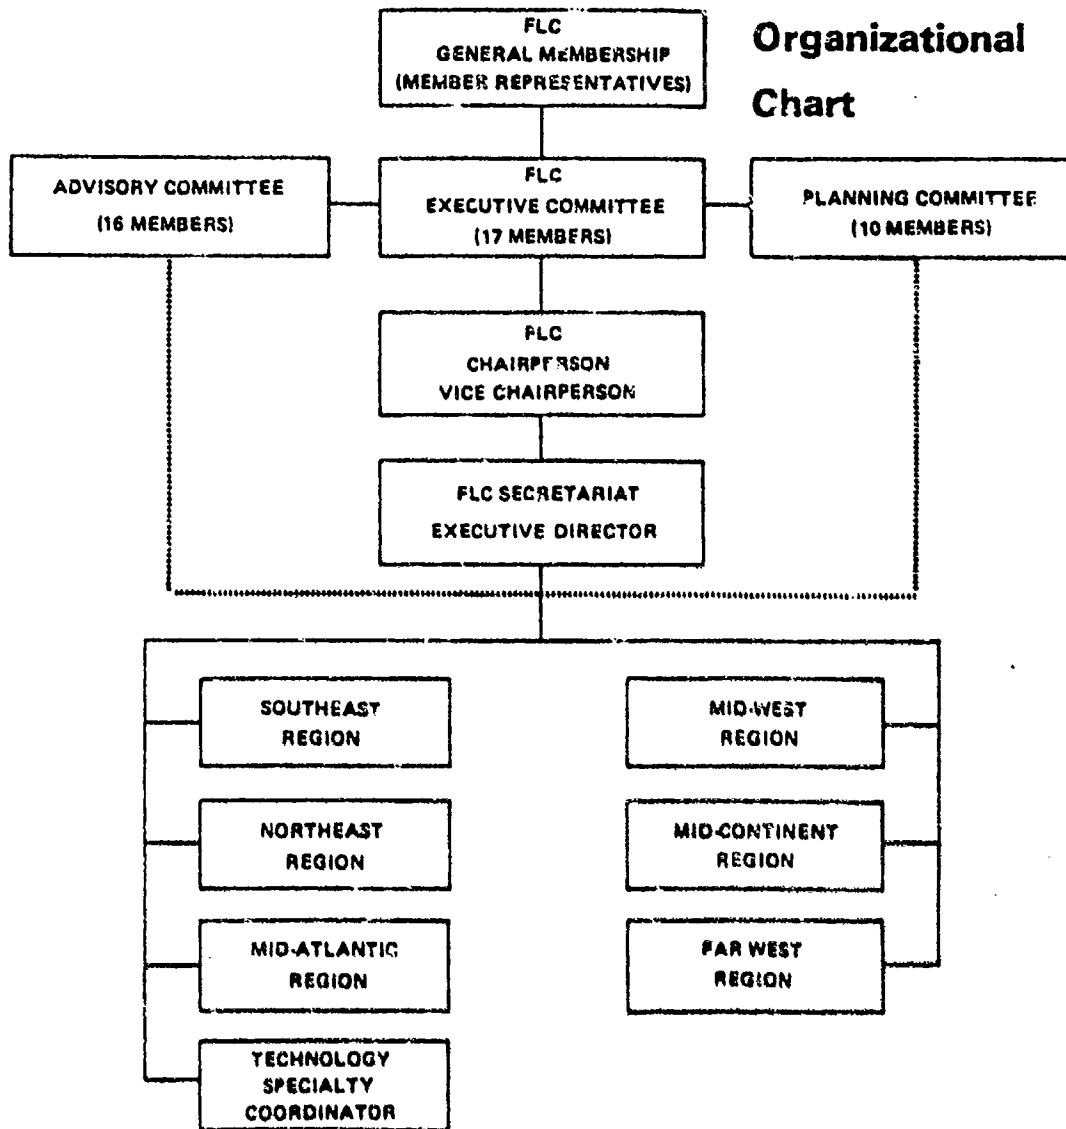 Organizational
Chart
FLC
GENERAL MEMBERSHIP
(MEMBER REPRESENTATIVES)
ADVISORY COMMITTEE
(16 MEMBERS)
FLC
EXECUTIVE COMMITTEE
(17 MEMBERS)
PLANNING COMMITTEE
(10 MEMBERS)
FLC
CHAIRPERSON
VICE CHAIRPERSON
FLC SECRETARIAT
EXECUTIVE DIRECTOR
SOUTHEAST
REGION
NORTHEAST
REGION
MID-ATLANTIC
REGION
TECHNOLOGY
SPECIALTY
COORDINATOR
MID-WEST
REGION
MID-CONTINENT
REGION
FAR WEST
REGION